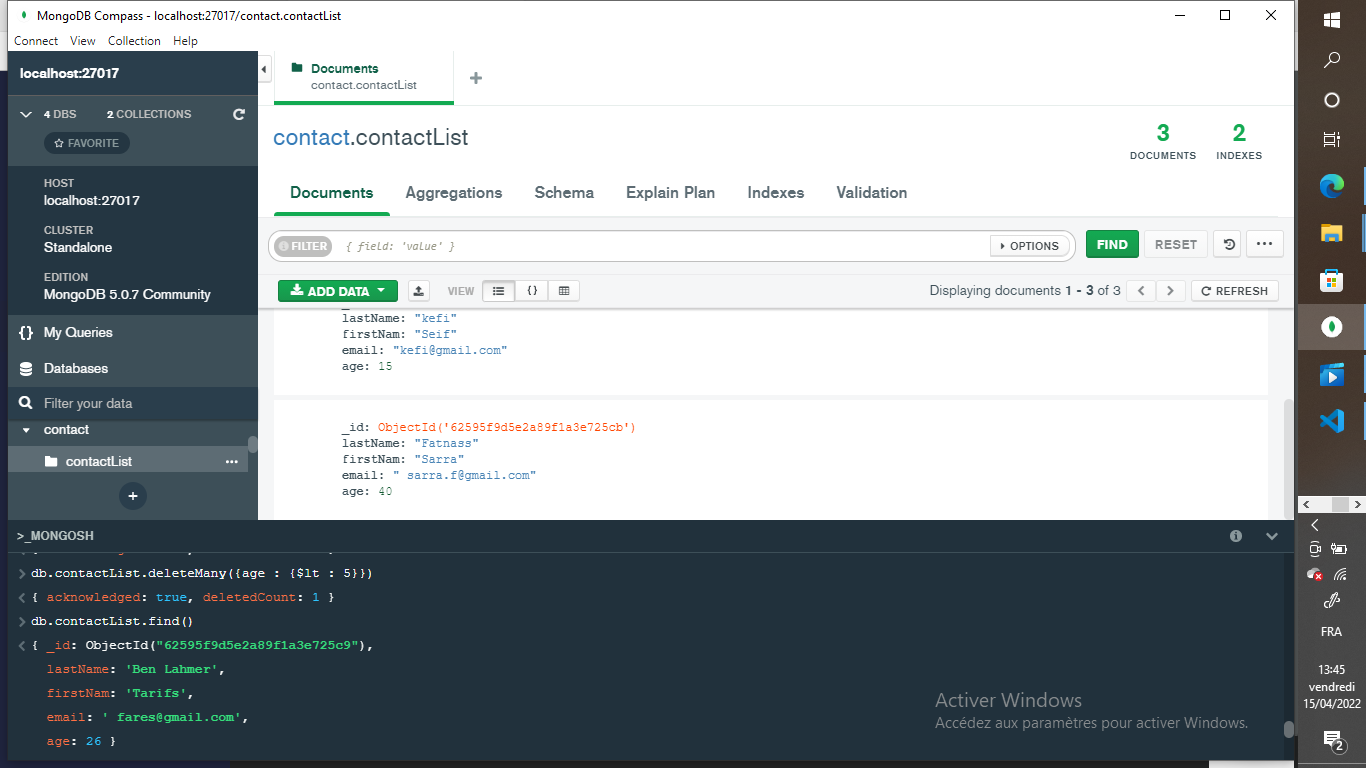 MongoDB Compass - localhost:27017/contact.contactList
Connect View Collection Help
localhost:27017
4 DBS 2 COLLECTIONS
FAVORITE
HOST
localhost:27017
CLUSTER
Standalone
EDITION
MongoDB 5.0.7 Community
{} My Queries
Databases
Filter your data
contact
contactList
Documents
contact.contactList
contact.contactList
3
DOCUMENTS
2
INDEXES
Documents Aggregations Schema Explain Plan Indexes Validation
FILTER { field: 'value' } OPTIONS FIND RESET
ADD DATA VIEW {} Displaying documents 1 - 3 of 3 REFRESH
lastName: "kefi"
firstNam: "Seif"
email: "kefi@gmail.com"
age: 15
_id: ObjectId('62595f9d5e2a89f1a3e725cb')
lastName: "Fatnass"
firstNam: "Sarra"
email: " sarra.f@gmail.com"
age: 40
>_MONGOSH
> db.contactList.deleteMany({age : {$lt : 5}})
< { acknowledged: true, deletedCount: 1 }
> db.contactList.find()
< { _id: ObjectId("62595f9d5e2a89f1a3e725c9"),
lastName: 'Ben Lahmer',
firstNam: 'Tarifs',
email: ' fares@gmail.com',
age: 26 }
Activer Windows
Accédez aux paramètres pour activer Windows.
FRA
13:45
vendredi
15/04/2022
2